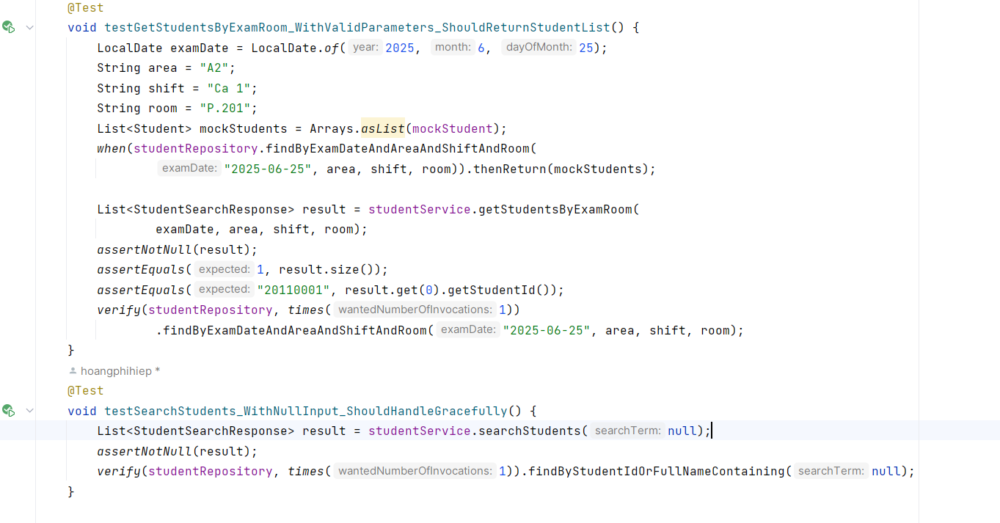 @Test
void testGetStudentsByExamRoom_WithValidParameters_ShouldReturnStudentList() {
LocalDate examDate = LocalDate.of( year: 2025, month: 6, dayOfMonth: 25);
String area = "A2";
String shift = "Ca 1";
String room = "P.201";
List<Student> mockStudents = Arrays.asList(mockStudent);
when(studentRepository.findByExamDateAndAreaAndShiftAndRoom(
examDate: "2025-06-25", area, shift, room)).thenReturn(mockStudents);
List<StudentSearchResponse> result = studentService.getStudentsByExamRoom(
examDate, area, shift, room);
assertNotNull(result);
assertEquals( expected: 1, result.size());
assertEquals( expected: "20110001", result.get(0).getStudentId());
verify(studentRepository, times( wantedNumberOfInvocations: 1))
.findByExamDateAndAreaAndShiftAndRoom( examDate: "2025-06-25", area, shift, room);
}
hoangphihiep *
@Test
void testSearchStudents_WithNullInput_ShouldHandleGracefully() {
List<StudentSearchResponse> result = studentService.searchStudents( searchTerm: null);
assertNotNull(result);
verify(studentRepository, times( wantedNumberOfInvocations: 1)).findByStudentIdOrFullNameContaining( searchTerm: null);
}